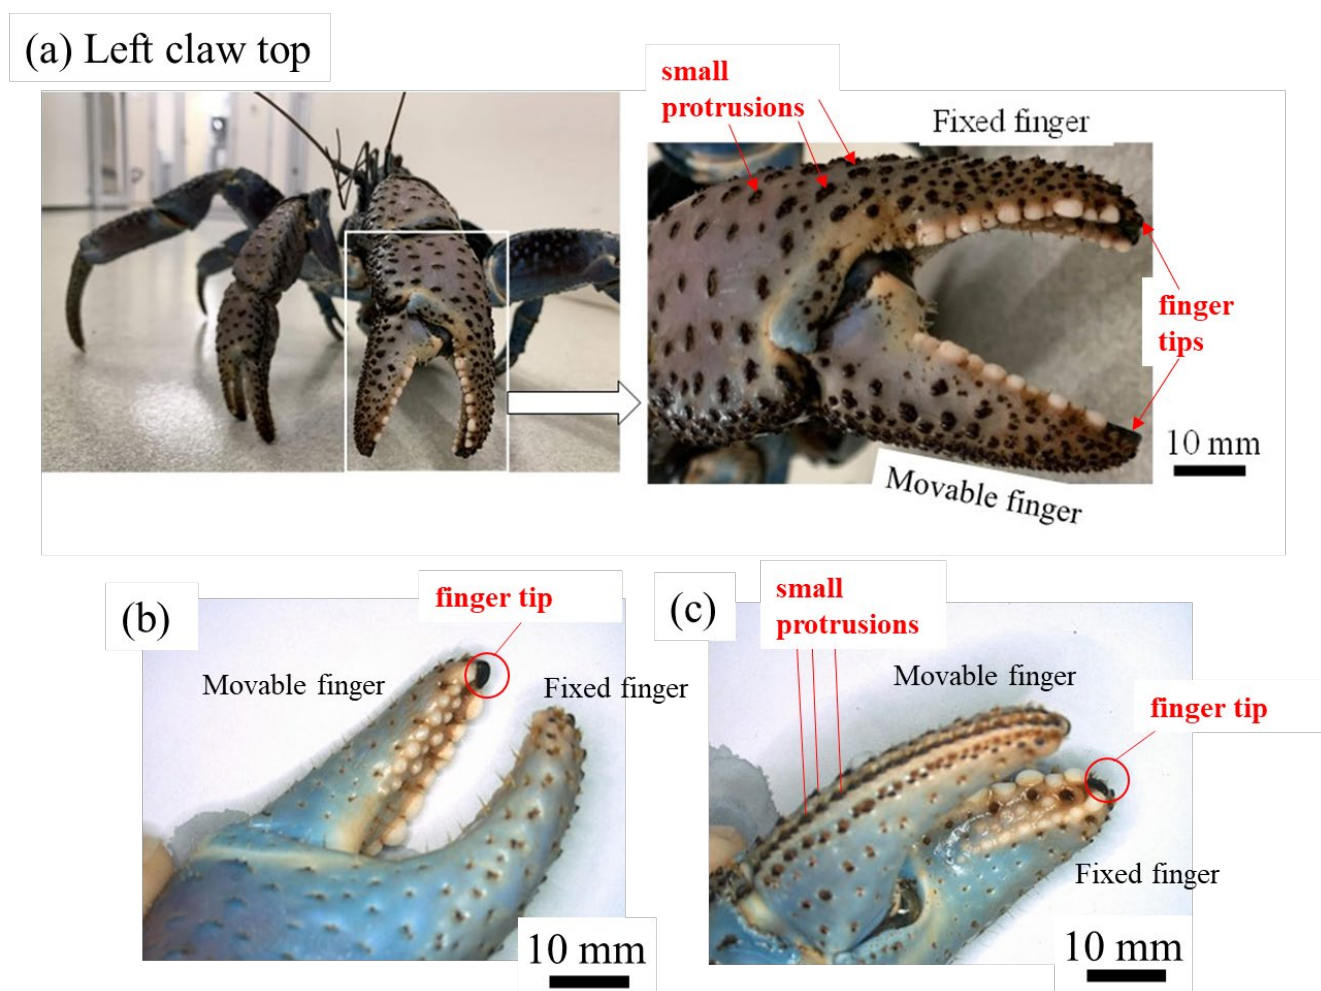 (a) Left claw top
small
protrusions
Fixed finger
finger
tips
10 mm
Movable finger
(b)
finger tip
Movable finger
Fixed finger
10 mm
(c)
small
protrusions
Movable finger
finger tip
Fixed finger
10 mm